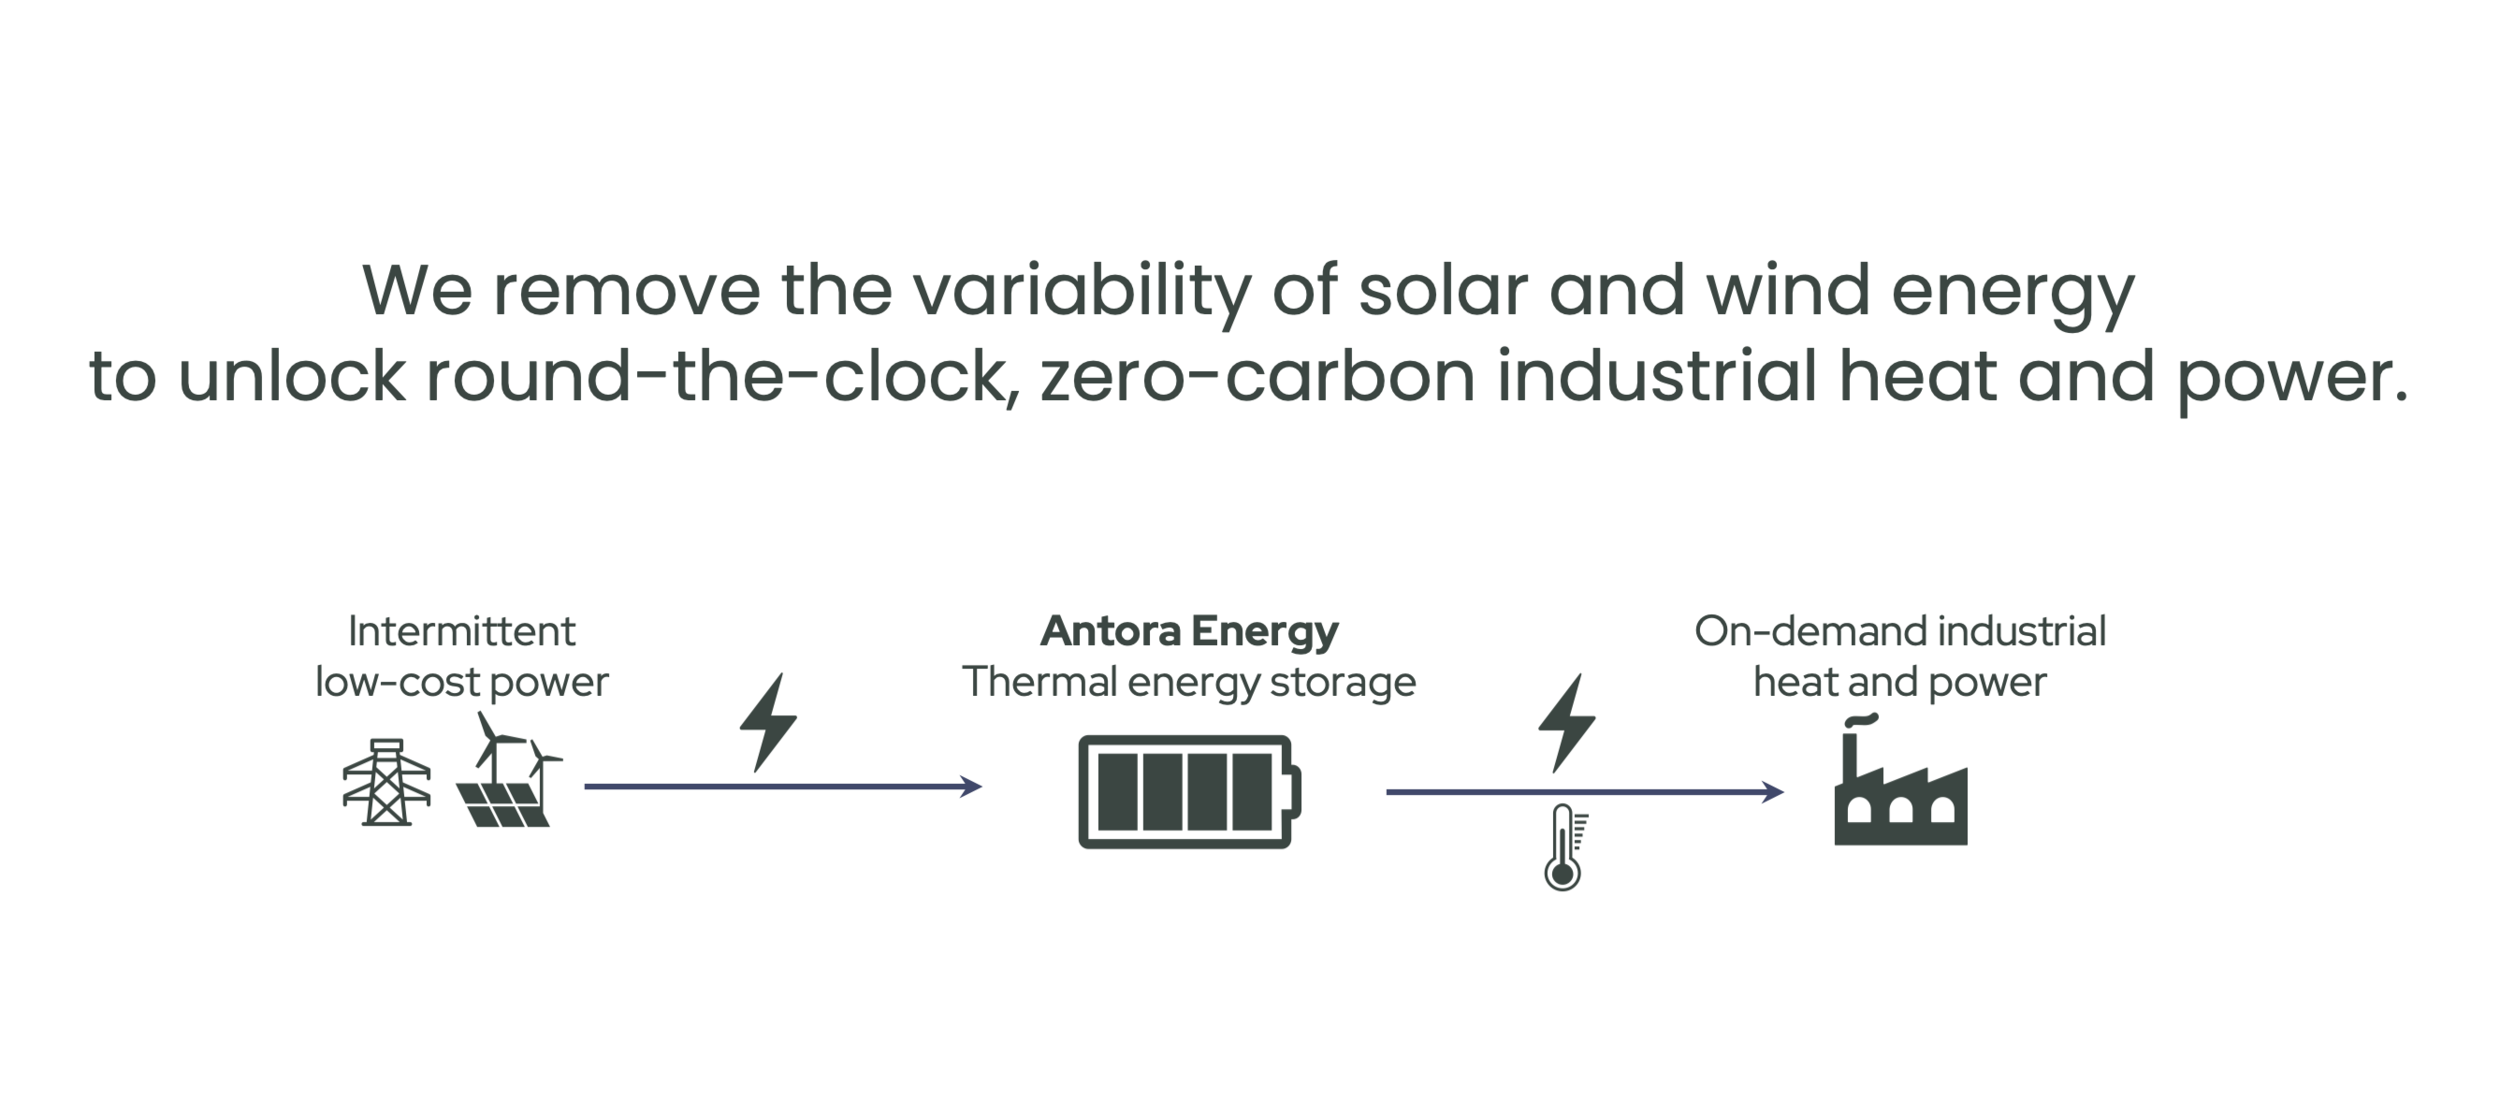 We remove the variability of solar and wind energy
to unlock round-the-clock, zero-carbon industrial heat and power.
Intermittent
low-cost power
Antora Energy
Thermal energy storage
On-demand industrial
heat and power